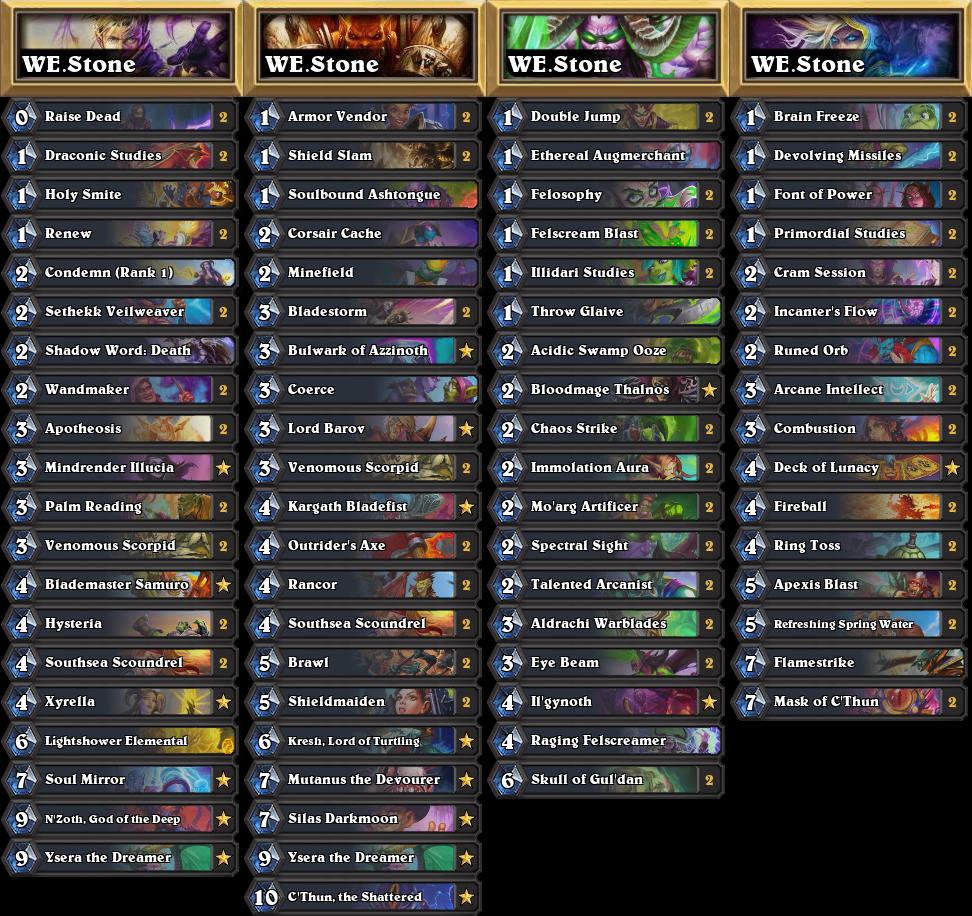 WE.Stone
0 Raise Dead 2
1 Draconic Studies 2
1 Holy Smite
1 Renew 2
2 Condemn (Rank 1)
2 Sethekk Veilweaver 2
2 Shadow Word: Death
2 Wandmaker 2
3 Apotheosis 2
3 Mindrender Illucia
3 Palm Reading 2
3 Venomous Scorpid 2
4 Blademaster Samuro
4 Hysteria 2
4 Southsea Scoundrel 2
4 Xyrella
6 Lightshower Elemental
7 Soul Mirror
9 N'Zoth, God of the Deep
9 Ysera the Dreamer
WE.Stone
1 Armor Vendor 2
1 Shield Slam 2
1 Soulbound Ashtongue
2 Corsair Cache
2 Minefield
3 Bladestorm 2
3 Bulwark of Azzinoth
3 Coerce
3 Lord Barov
3 Venomous Scorpid 2
4 Kargath Bladefist
4 Outrider's Axe 2
4 Rancor 2
4 Southsea Scoundrel 2
5 Brawl 2
5 Shieldmaiden 2
6 Kresh, Lord of Turtling
7 Mutanus the Devourer
7 Silas Darkmoon
9 Ysera the Dreamer
10 C'Thun, the Shattered
WE.Stone
1 Double Jump 2
1 Ethereal Augmerchant
1 Felosophy 2
1 Felscream Blast 2
1 Illidari Studies 2
1 Throw Glaive
2 Acidic Swamp Ooze
2 Bloodmage Thalnos
2 Chaos Strike 2
2 Immolation Aura 2
2 Mo'arg Artificer 2
2 Spectral Sight 2
2 Talented Arcanist 2
3 Aldrachi Warblades 2
3 Eye Beam 2
4 Il'gynoth
4 Raging Felscreamer
6 Skull of Gul'dan 2
WE.Stone
1 Brain Freeze 2
1 Devolving Missiles 2
1 Font of Power 2
1 Primordial Studies 2
2 Cram Session 2
2 Incanter's Flow 2
2 Runed Orb 2
3 Arcane Intellect 2
3 Combustion 2
4 Deck of Lunacy
4 Fireball 2
4 Ring Toss 2
5 Apexis Blast 2
5 Refreshing Spring Water 2
7 Flamestrike
7 Mask of C'Thun 2